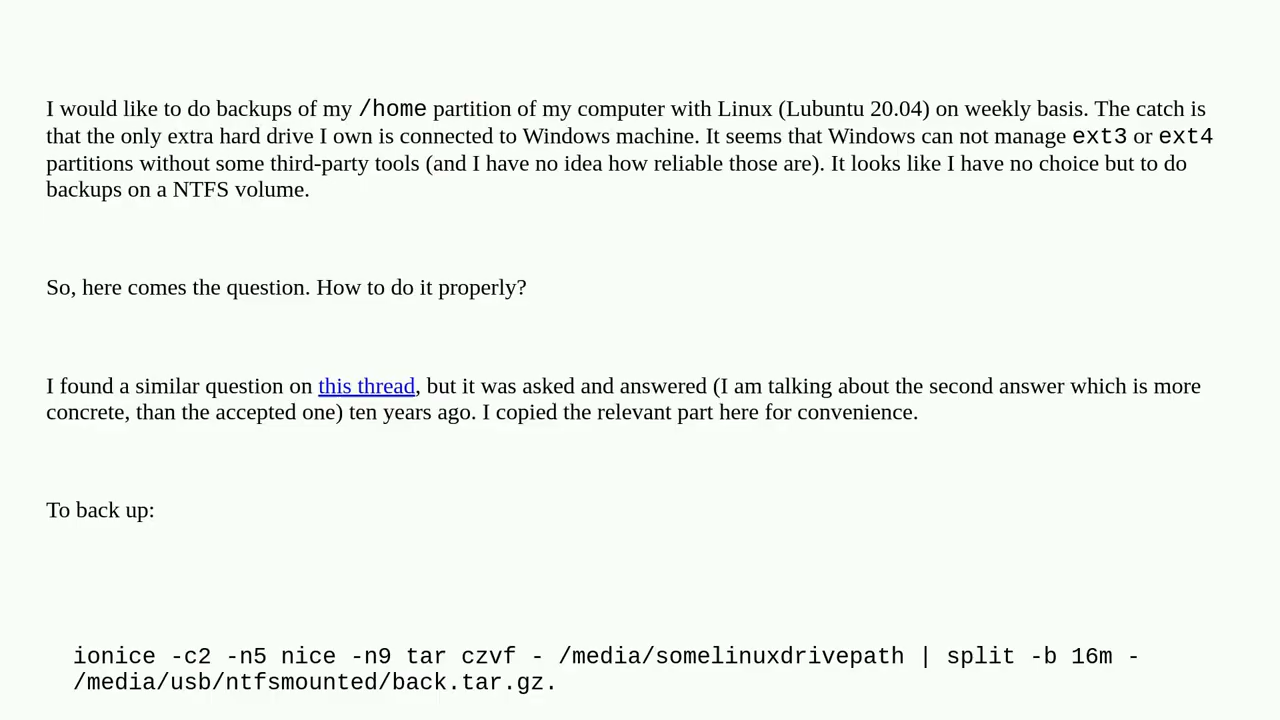 I would like to do backups of my /home partition of my computer with Linux (Lubuntu 20.04) on weekly basis. The catch is
that the only extra hard drive I own is connected to Windows machine. It seems that Windows can not manage ext3 or ext4
partitions without some third-party tools (and I have no idea how reliable those are). It looks like I have no choice but to do
backups on a NTFS volume.
So, here comes the question. How to do it properly?
I found a similar question on this thread, but it was asked and answered (I am talking about the second answer which is more
concrete, than the accepted one) ten years ago. I copied the relevant part here for convenience.
To back up:
ionice -c2 -n5 nice -n9 tar czvf - /media/somelinuxdrivepath | split -b 16m -
/media/usb/ntfsmounted/back.tar.gz.